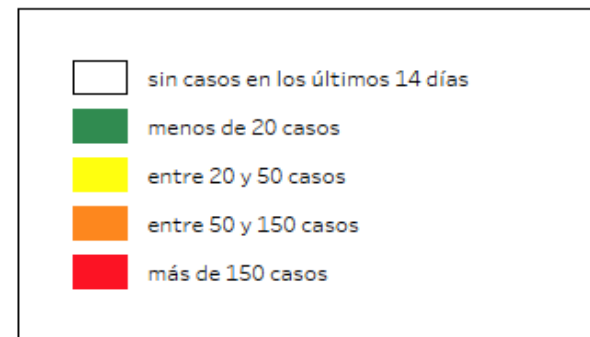 sin casos en los últimos 14 días
menos de 20 casos
entre 20 y 50 casos
entre 50 y 150 casos
más de 150 casos